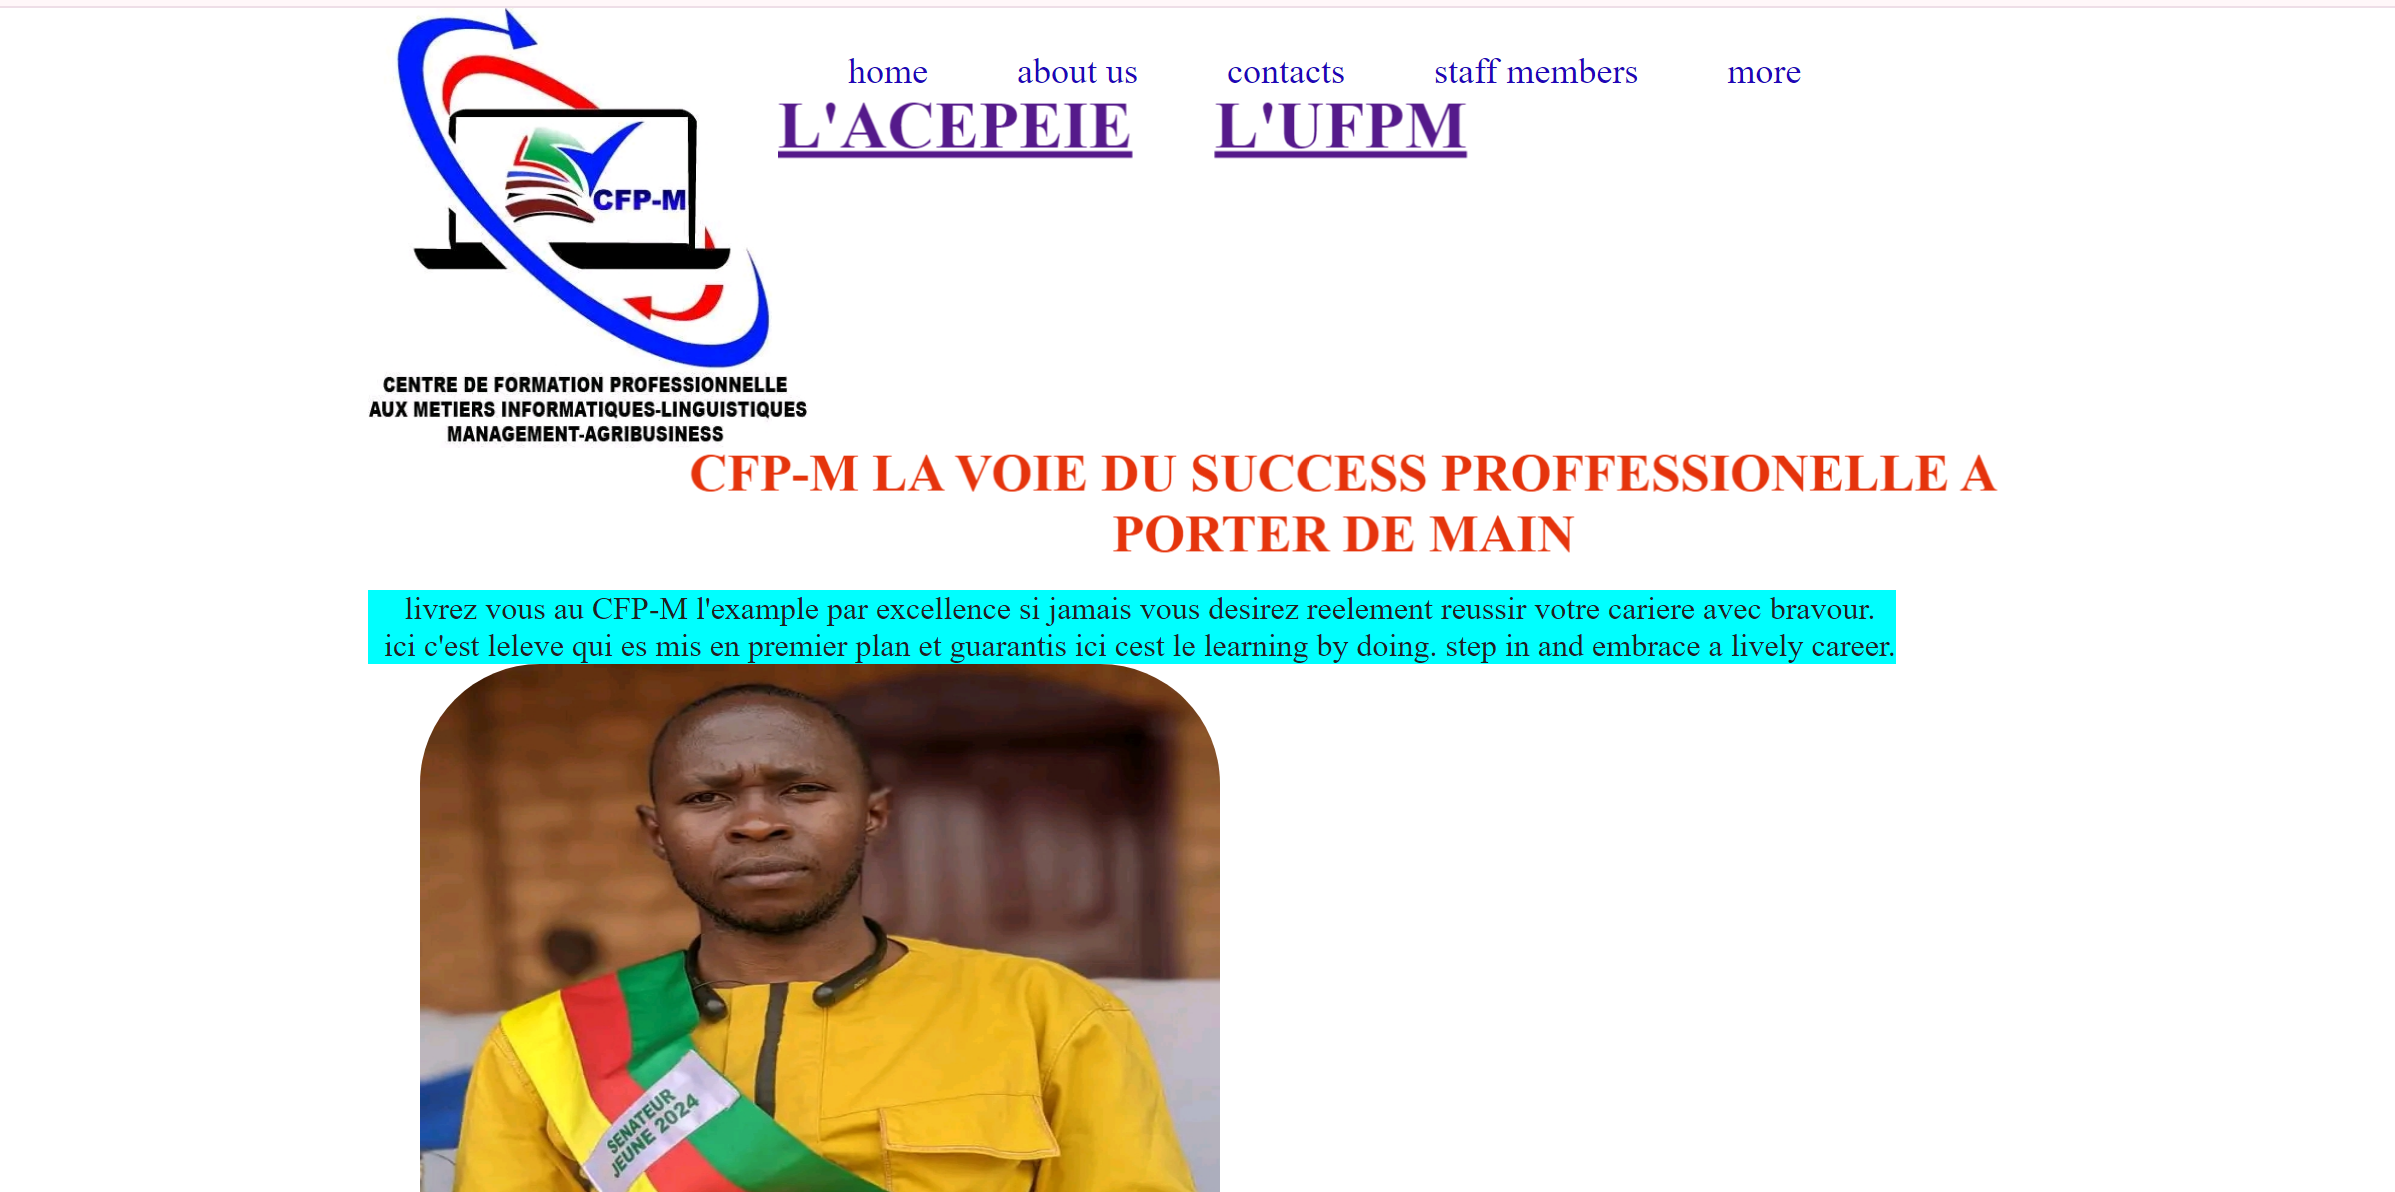 home about us contacts staff members more
L'ACEPEIE L'UFPM
CFP-M
CENTRE DE FORMATION PROFESSIONNELLE
AUX METIERS INFORMATIQUES-LINGUISTIQUES
MANAGEMENT-AGRIBUSINESS
CFP-M LA VOIE DU SUCCESS PROFFESSIONELLE A
PORTER DE MAIN
livrez vous au CFP-M l'example par excellence si jamais vous desirez reelement reussir votre cariere avec bravour.
ici c'est leleve qui es mis en premier plan et guarantis ici cest le learning by doing. step in and embrace a lively career.
SENATEUR
JEUNE 2024